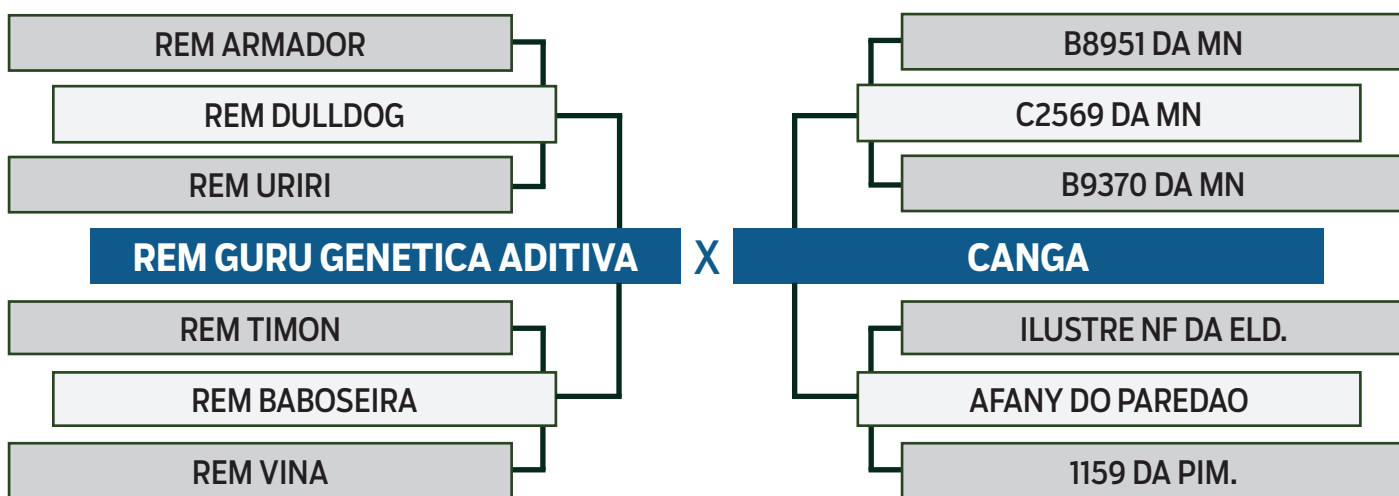 REM ARMADOR
REM DULLDOG
REM URIRI
REM GURU GENETICA ADITIVA X CANGA
REM TIMON
REM BABOSEIRA
REM VINA
B8951 DA MN
C2569 DA MN
B9370 DA MN
ILUSTRE NF DA ELD.
AFANY DO PAREDAO
1159 DA PIM.